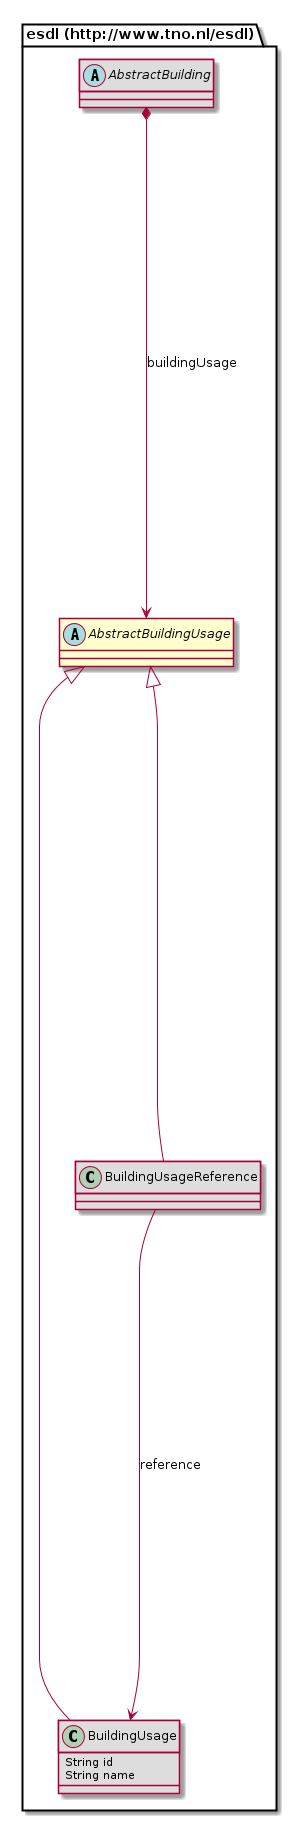 esdl (http://www.tno.nl/esdl)
A AbstractBuilding
buildingUsage
A AbstractBuildingUsage
C BuildingUsageReference
reference
C BuildingUsage
String id
String name